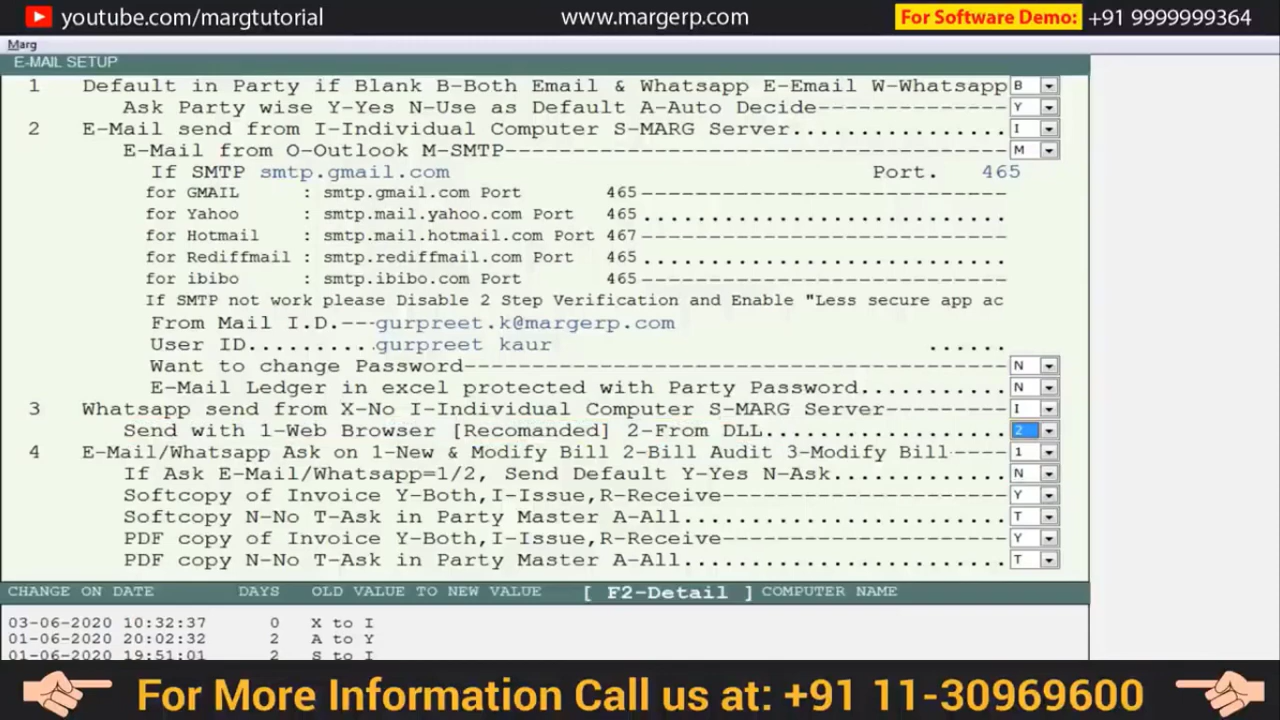 youtube.com/margtutorial www.margerp.com For Software Demo: +91 9999999364
Marg
E-MAIL SETUP
1 Default in Party if Blank B-Both Email & Whatsapp E-Email W-Whatsapp B
Ask Party wise Y-Yes N-Use as Default A-Auto Decide------------------ Y
2 E-Mail send from I-Individual Computer S-MARG Server.................... I
E-Mail from O-Outlook M-SMTP------------------------------------------------ M
If SMTP smtp.gmail.com Port. 465
for GMAIL : smtp.gmail.com Port 465-----------------------------------
for Yahoo : smtp.mail.yahoo.com Port 465...................................
for Hotmail : smtp.mail.hotmail.com Port 467-----------------------------------
for Rediffmail : smtp.rediffmail.com Port 465...................................
for ibibo : smtp.ibibo.com Port 465-----------------------------------
If SMTP not work please Disable 2 Step Verification and Enable "Less secure app ac
From Mail I.D.---gurpreet.k@margerp.com
User ID..........gurpreet kaur ......
Want to change Password---------------------------------------------------- N
E-Mail Ledger in excel protected with Party Password........... N
3 Whatsapp send from X-No I-Individual Computer S-MARG Server--------- I
Send with 1-Web Browser [Recomanded] 2-From DLL....................... 2
4 E-Mail/Whatsapp Ask on 1-New & Modify Bill 2-Bill Audit 3-Modify Bill----- 1
If Ask E-Mail/Whatsapp=1/2, Send Default Y-Yes N-Ask............. N
Softcopy of Invoice Y-Both,I-Issue,R-Receive--------------------------- Y
Softcopy N-No T-Ask in Party Master A-All............................... T
PDF copy of Invoice Y-Both,I-Issue,R-Receive--------------------------- Y
PDF copy N-No T-Ask in Party Master A-All............................... T
CHANGE ON DATE DAYS OLD VALUE TO NEW VALUE [ F2-Detail ] COMPUTER NAME
03-06-2020 10:32:37 0 X to I
01-06-2020 20:02:32 2 A to Y
01-06-2020 19:51:01 2 S to I
For More Information Call us at: +91 11-30969600